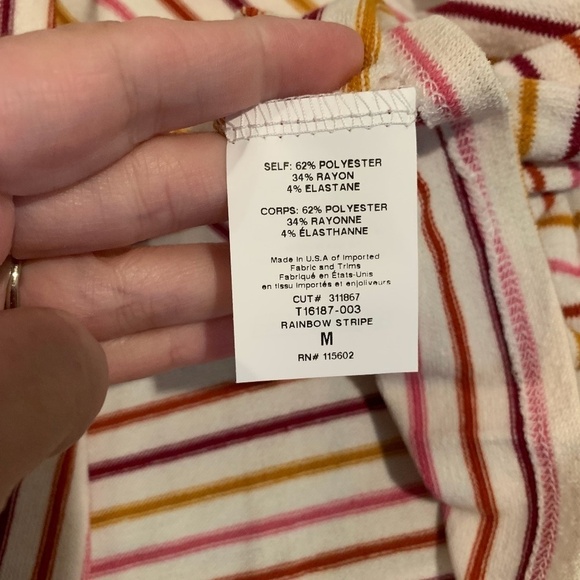 SELF: 62% POLYESTER
34% RAYON
4% ELASTANE
CORPS: 62% POLYESTER
34% RAYONNE
4% ÉLASTHANNE
Made in U.S.A of Imported
Fabric and Trims
Fabriqué en États-Unis
en tissu importés et enjoliveurs
CUT# 311867
T16187-003
RAINBOW STRIPE
M
RN# 115602